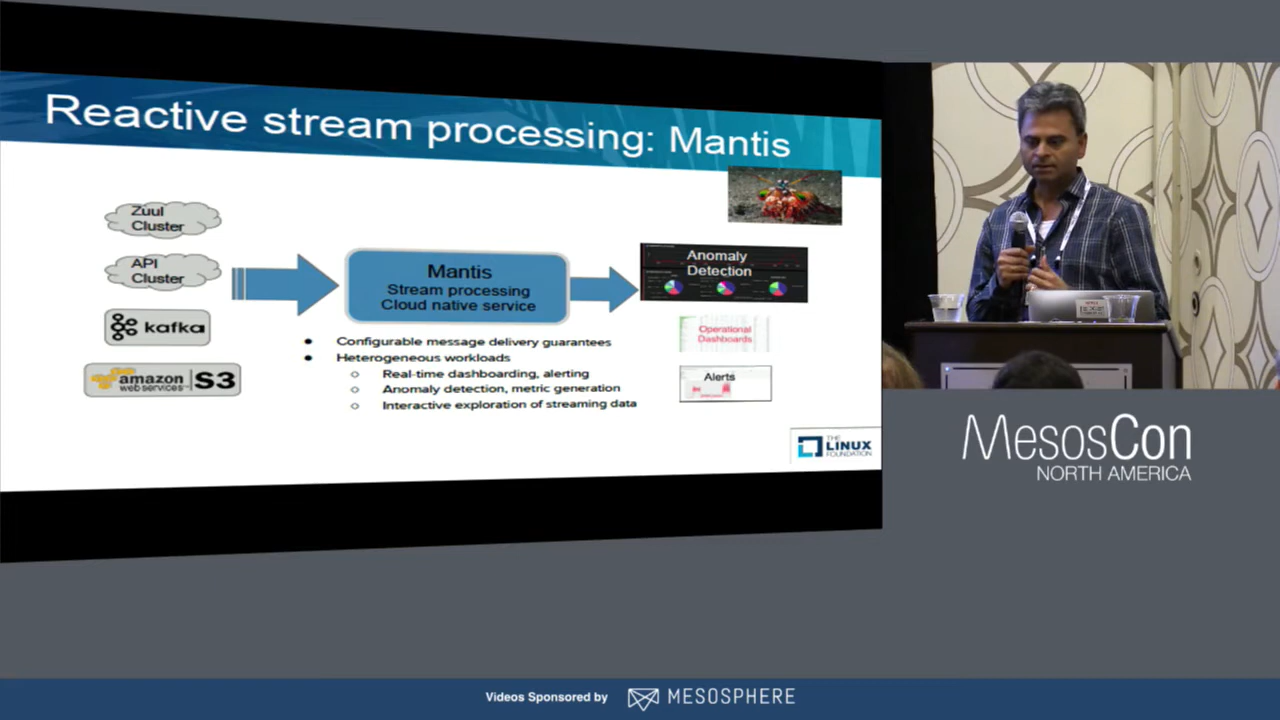 Reactive stream processing: Mantis
Zuul
Cluster
API
Cluster
kafka
amazon
webservices
S3
Mantis
Stream processing
Cloud native service
Anomaly
Detection
Operational
Dashboards
Alerts
● Configurable message delivery guarantees
● Heterogeneous workloads
○ Real-time dashboarding, alerting
○ Anomaly detection, metric generation
○ Interactive exploration of streaming data
THE
LINUX
FOUNDATION
MesosCon
NORTH AMERICA
Videos Sponsored by
MESOSPHERE